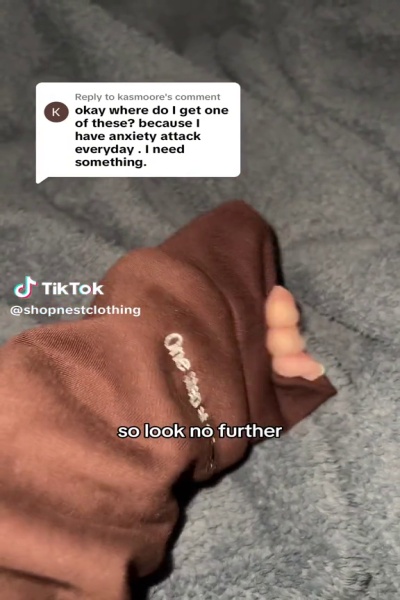 Reply to kasmoore's comment
K
okay where do I get one
of these? because I
have anxiety attack
everyday . I need
something.
TikTok
@shopnestclothing
so look no further